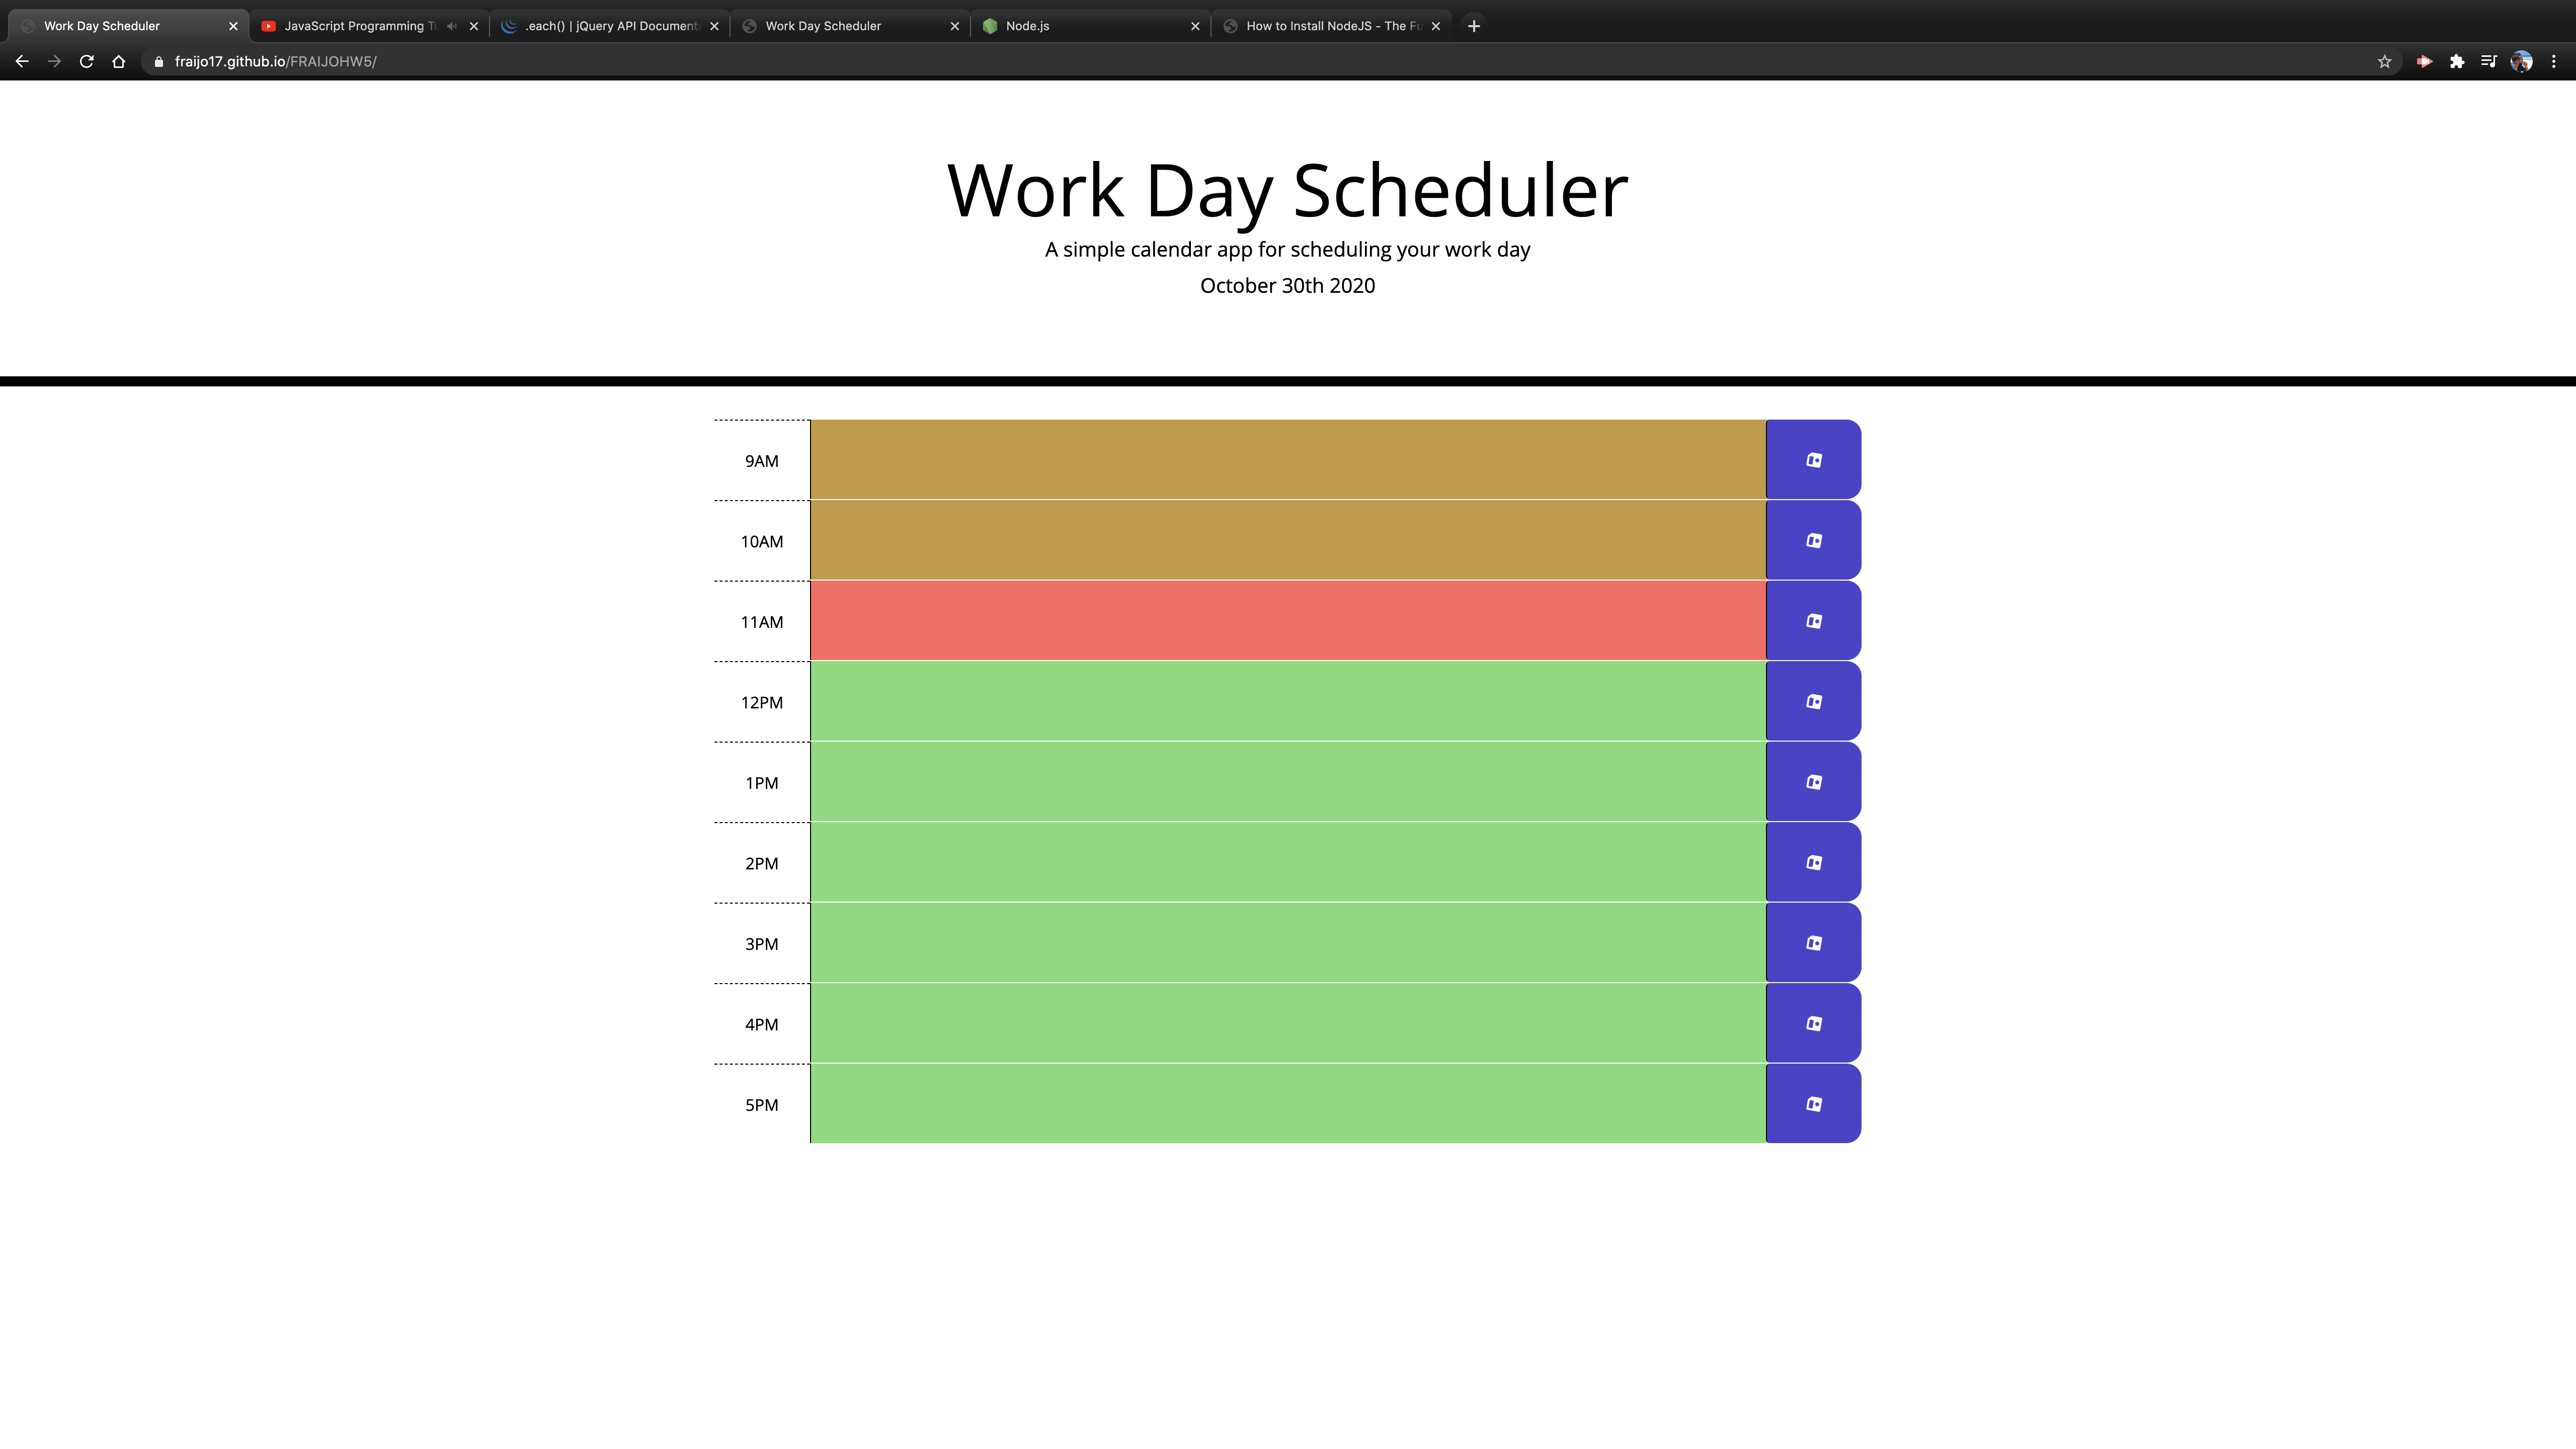 Work Day Scheduler
JavaScript Programming Tu
.each() | jQuery API Document
Work Day Scheduler
Node.js
How to Install NodeJS - The Fu
fraijo17.github.io/FRAIJOHW5/
Work Day Scheduler
A simple calendar app for scheduling your work day
October 30th 2020
9AM
10AM
11AM
12PM
1PM
2PM
3PM
4PM
5PM